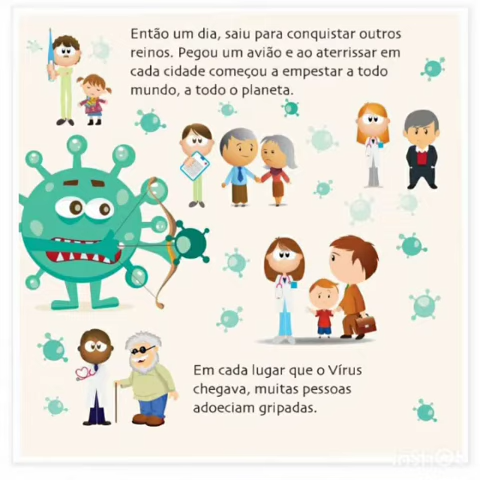 Então um dia, saiu para conquistar outros
reinos. Pegou um avião e ao aterrissar em
cada cidade começou a empestar a todo
mundo, a todo o planeta.
Em cada lugar que o Vírus
chegava, muitas pessoas
adoeciam gripadas.